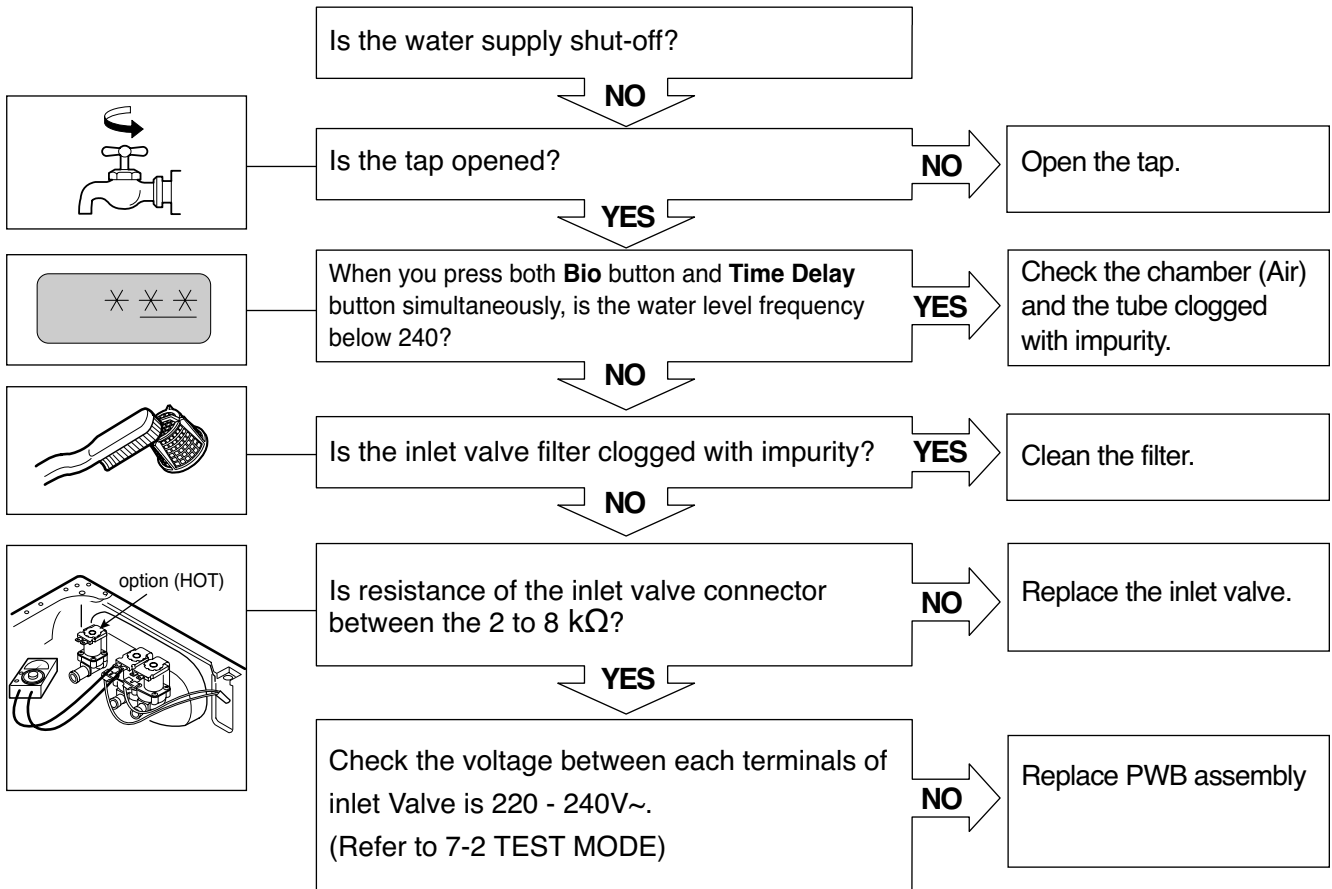 Is the water supply shut-off?
NO
Is the tap opened?
NO
Open the tap.
YES
When you press both Bio button and Time Delay
button simultaneously, is the water level frequency
below 240?
YES
Check the chamber (Air)
and the tube clogged
with impurity.
NO
Is the inlet valve filter clogged with impurity?
YES
Clean the filter.
NO
option (HOT)
Is resistance of the inlet valve connector
between the 2 to 8 kΩ?
NO
Replace the inlet valve.
YES
Check the voltage between each terminals of
inlet Valve is 220 - 240V~.
(Refer to 7-2 TEST MODE)
NO
Replace PWB assembly